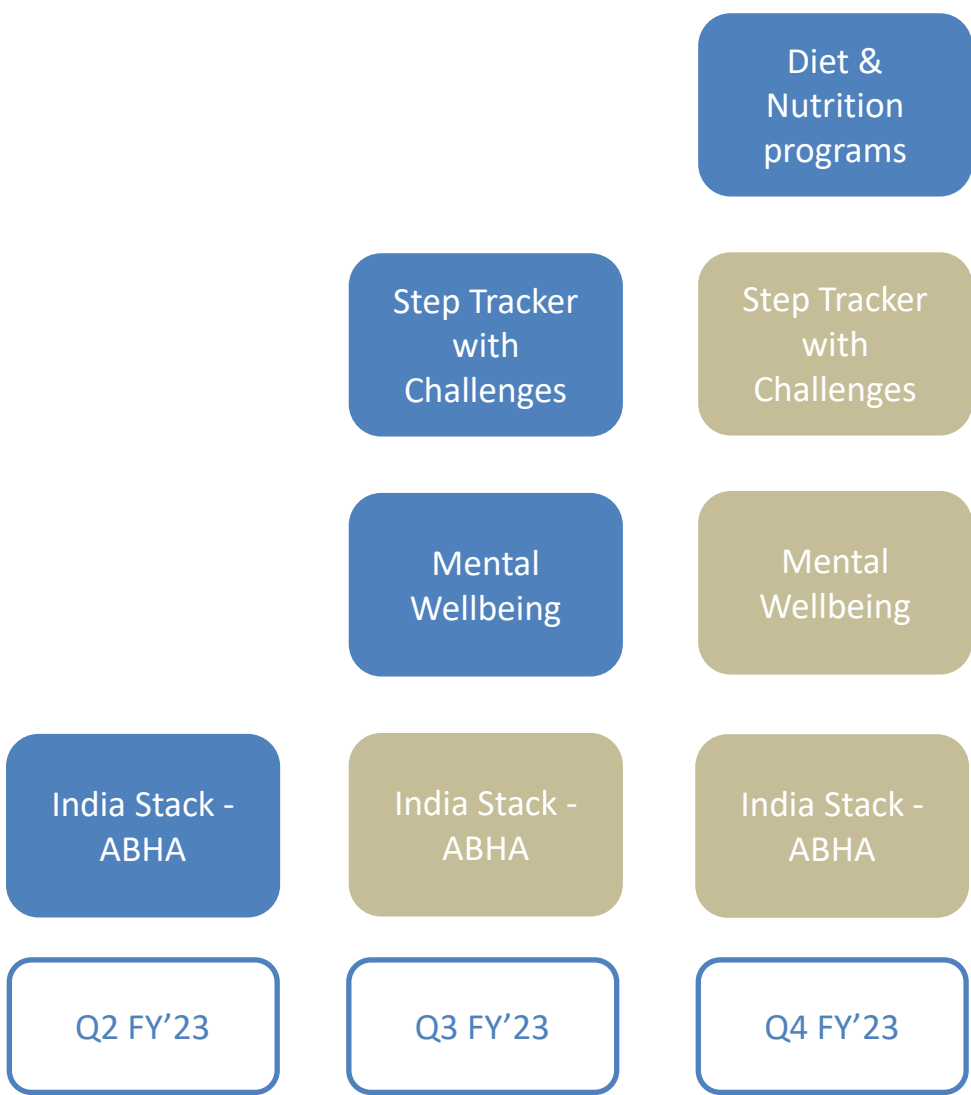 Diet &
Nutrition
programs
Step Tracker
with
Challenges
Step Tracker
with
Challenges
Mental
Wellbeing
Mental
Wellbeing
India Stack -
ABHA
India Stack -
ABHA
India Stack -
ABHA
Q2 FY’23
Q3 FY’23
Q4 FY’23